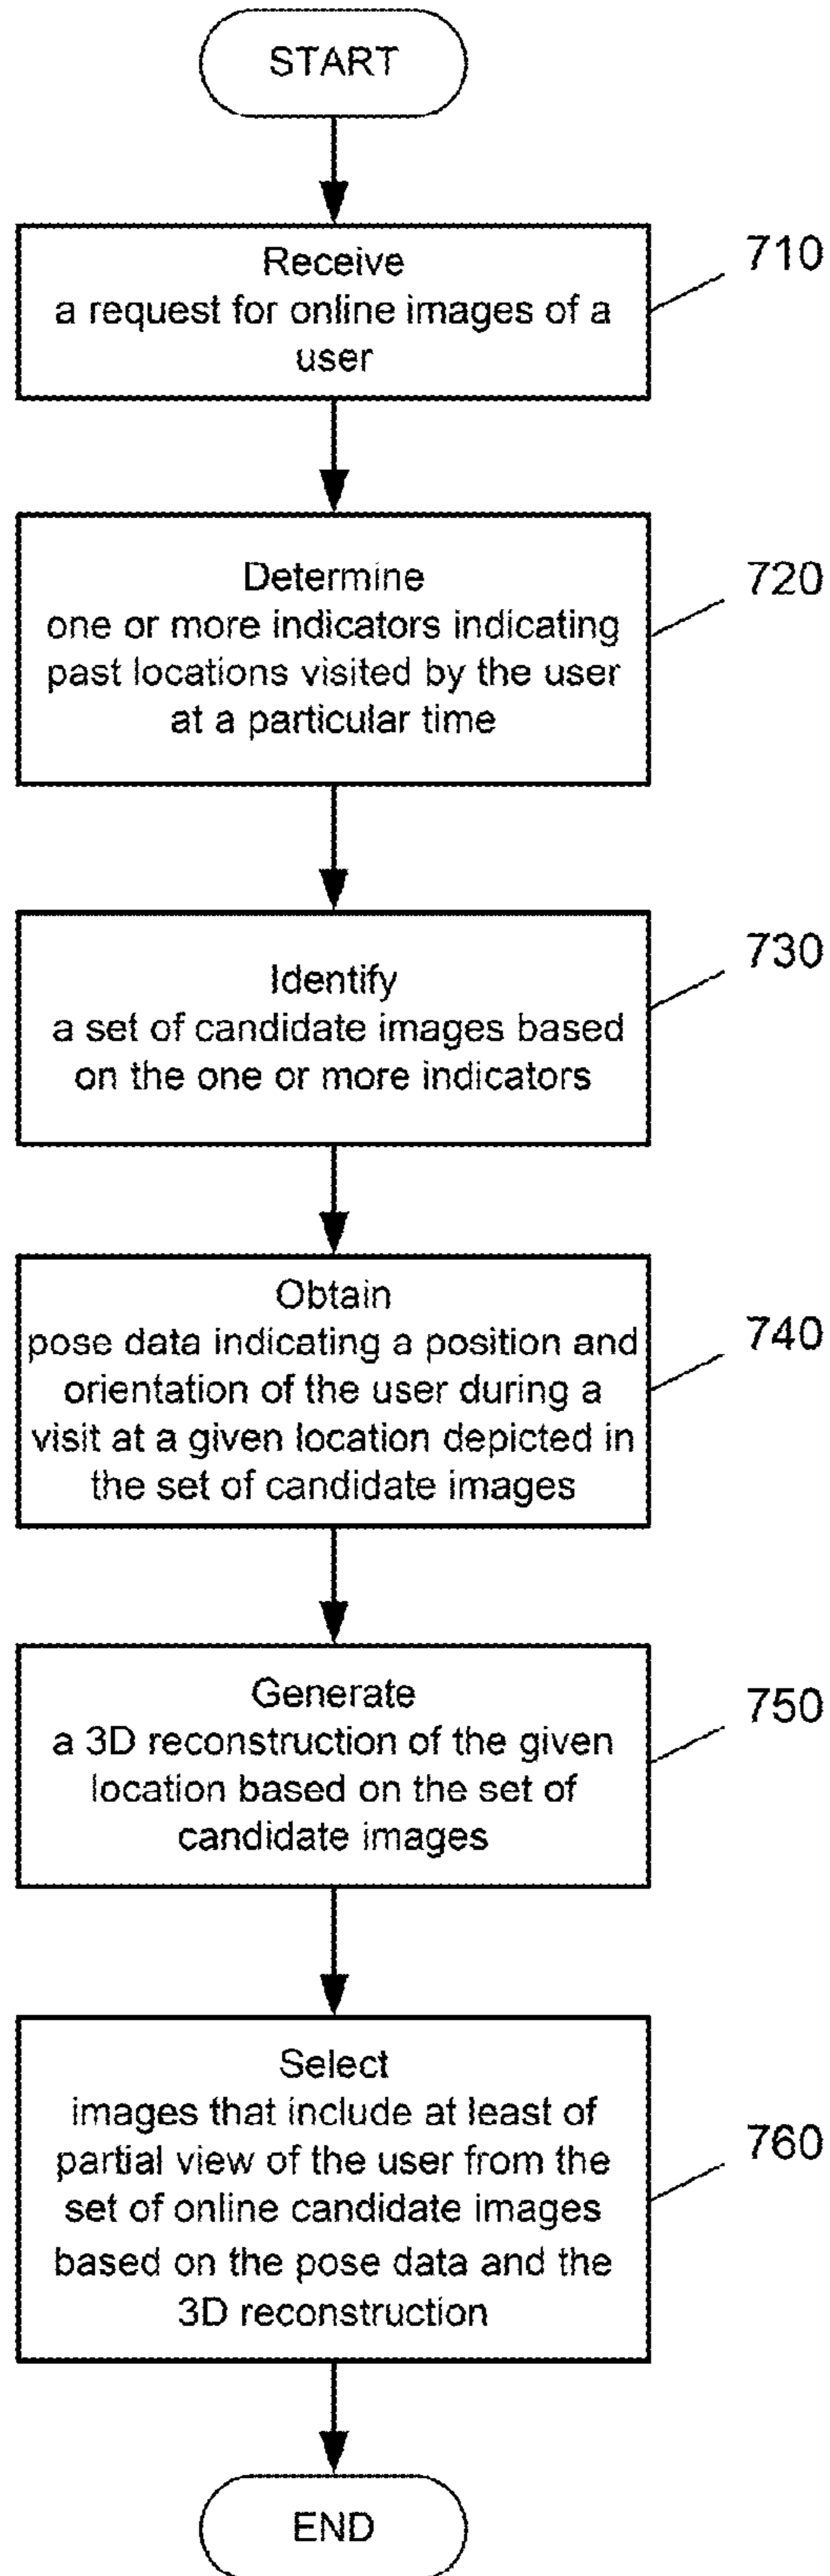 START
Receive
a request for online images of a
user
710
Determine
one or more indicators indicating
past locations visited by the user
at a particular time
720
Identify
a set of candidate images based
on the one or more indicators
730
Obtain
pose data indicating a position and
orientation of the user during a
visit at a given location depicted in
the set of candidate images
740
Generate
a 3D reconstruction of the given
location based on the set of
candidate images
750
Select
images that include at least of
partial view of the user from the
set of online candidate images
based on the pose data and the
3D reconstruction
760
END